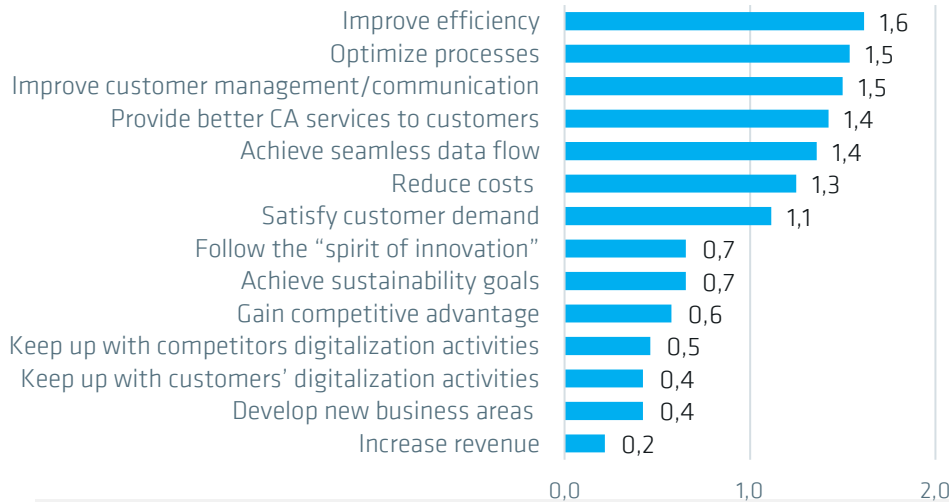 Improve efficiency 1,6
Optimize processes 1,5
Improve customer management/communication 1,5
Provide better CA services to customers 1,4
Achieve seamless data flow 1,4
Reduce costs 1,3
Satisfy customer demand 1,1
Follow the “spirit of innovation” 0,7
Achieve sustainability goals 0,7
Gain competitive advantage 0,6
Keep up with competitors digitalization activities 0,5
Keep up with customers’ digitalization activities 0,4
Develop new business areas 0,4
Increase revenue 0,2
0,0 1,0 2,0